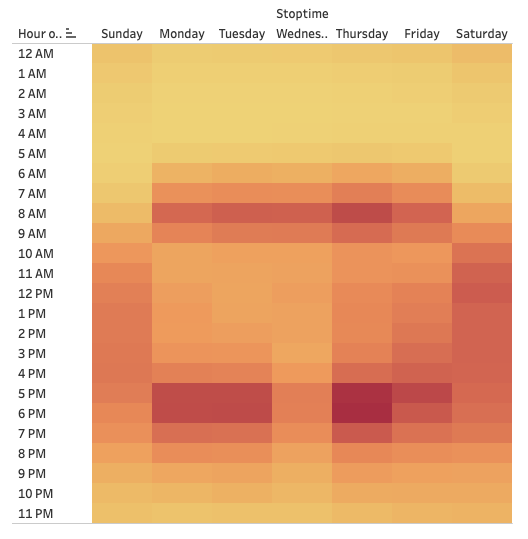 Stoptime
Hour o.. Sunday Monday Tuesday Wednes.. Thursday Friday Saturday
12 AM
1 AM
2 AM
3 AM
4 AM
5 AM
6 AM
7 AM
8 AM
9 AM
10 AM
11 AM
12 PM
1 PM
2 PM
3 PM
4 PM
5 PM
6 PM
7 PM
8 PM
9 PM
10 PM
11 PM